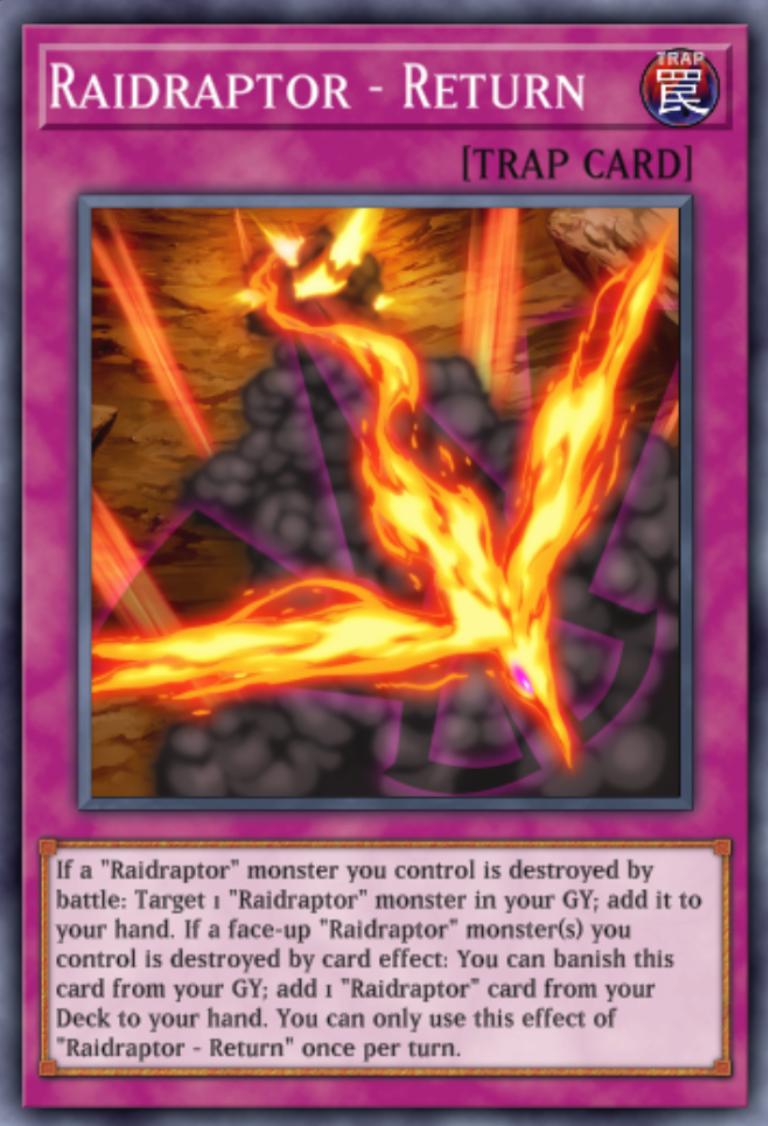 Raidraptor - Return
TRAP
罠
[TRAP CARD]
If a "Raidraptor" monster you control is destroyed by
battle: Target 1 "Raidraptor" monster in your GY; add it to
your hand. If a face-up "Raidraptor" monster(s) you
control is destroyed by card effect: You can banish this
card from your GY; add 1 "Raidraptor" card from your
Deck to your hand. You can only use this effect of
"Raidraptor - Return" once per turn.